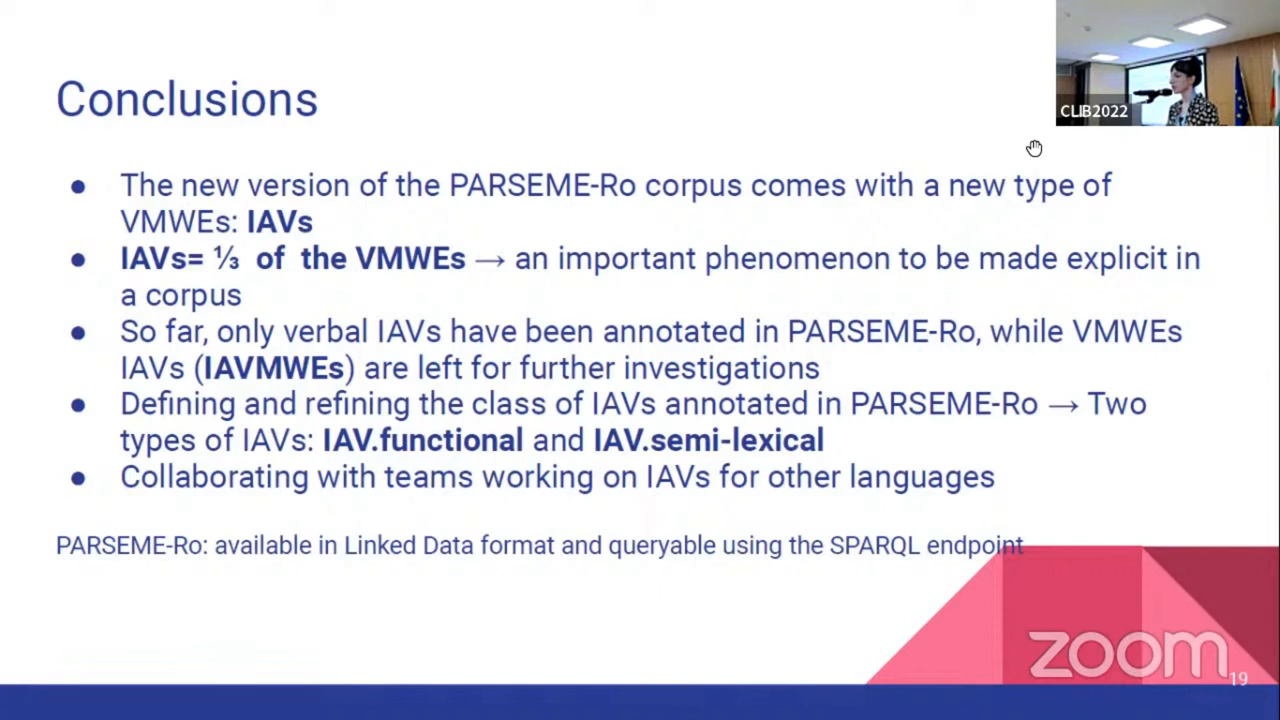 CLIB2022
Conclusions
● The new version of the PARSEME-Ro corpus comes with a new type of
VMWEs: IAVs
● IAVs= ⅓ of the VMWEs → an important phenomenon to be made explicit in
a corpus
● So far, only verbal IAVs have been annotated in PARSEME-Ro, while VMWEs
IAVs (IAVMWEs) are left for further investigations
● Defining and refining the class of IAVs annotated in PARSEME-Ro → Two
types of IAVs: IAV.functional and IAV.semi-lexical
● Collaborating with teams working on IAVs for other languages
PARSEME-Ro: available in Linked Data format and queryable using the SPARQL endpoint
zoom
19